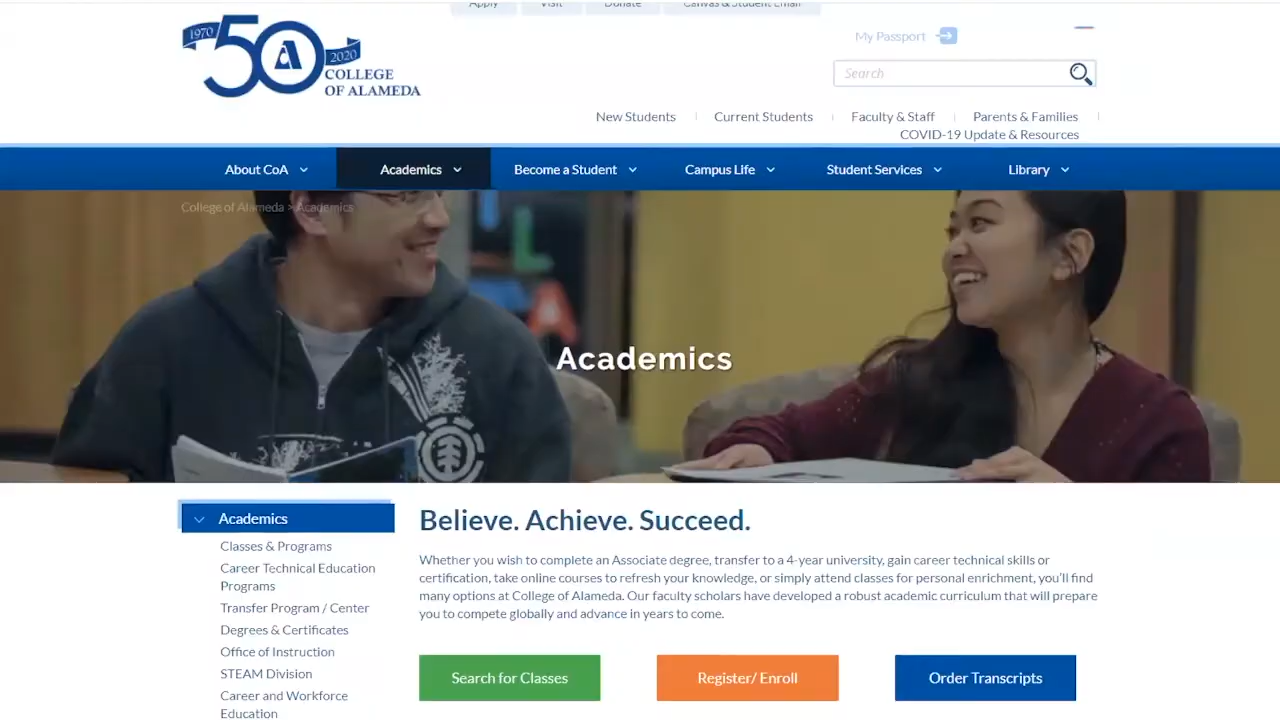 Apply
Visit
Donate
Canvas & Student Email
1970
50
A
2020
COLLEGE
OF ALAMEDA
My Passport
Search
New Students
Current Students
Faculty & Staff
Parents & Families
COVID-19 Update & Resources
About CoA
Academics
Become a Student
Campus Life
Student Services
Library
College of Alameda > Academics
Academics
Academics
Classes & Programs
Career Technical Education
Programs
Transfer Program / Center
Degrees & Certificates
Office of Instruction
STEAM Division
Career and Workforce
Education
Believe. Achieve. Succeed.
Whether you wish to complete an Associate degree, transfer to a 4-year university, gain career technical skills or
certification, take online courses to refresh your knowledge, or simply attend classes for personal enrichment, you'll find
many options at College of Alameda. Our faculty scholars have developed a robust academic curriculum that will prepare
you to compete globally and advance in years to come.
Search for Classes
Register/ Enroll
Order Transcripts